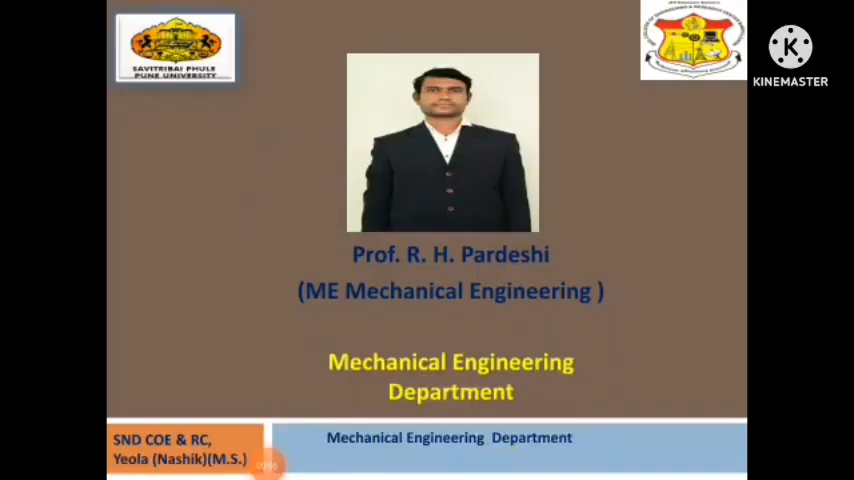 SAVITRIBAI PHULE
PUNE UNIVERSITY
KINEMASTER
Prof. R. H. Pardeshi
(ME Mechanical Engineering )
Mechanical Engineering
Department
SND COE & RC,
Yeola (Nashik)(M.S.)
Mechanical Engineering Department